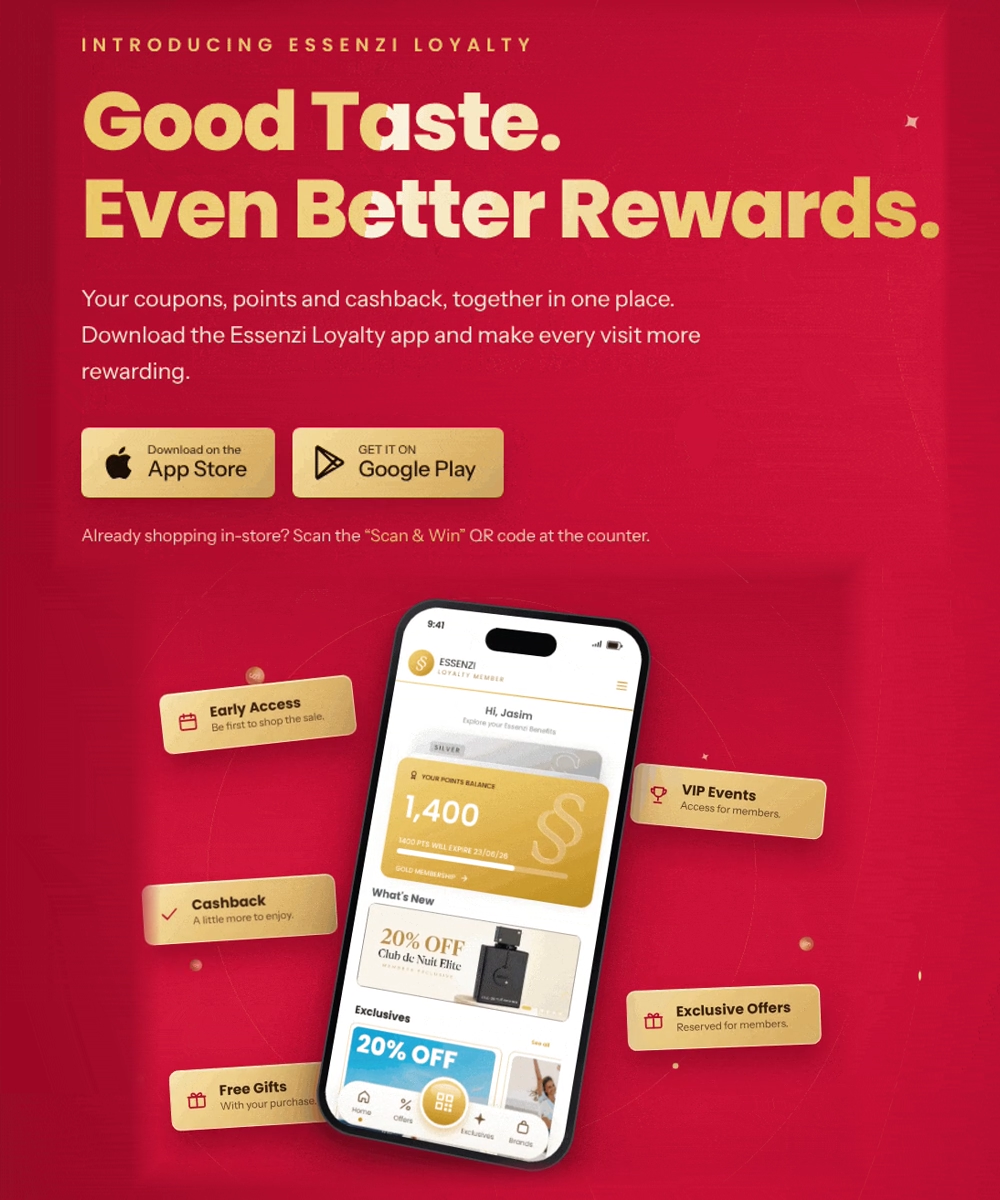 INTRODUCING ESSENZI LOYALTY
Good Taste.
Even Better Rewards.
Your coupons, points and cashback, together in one place.
Download the Essenzi Loyalty app and make every visit more
rewarding.
Download on the
App Store
GET IT ON
Google Play
Already shopping in-store? Scan the “Scan & Win” QR code at the counter.
9:41
ESSENZI
LOYALTY MEMBER
Hi, Jasim
Explore your Essenzi Benefits
SILVER
YOUR POINTS BALANCE
1,400
1400 PTS WILL EXPIRE 23/06/26
GOLD MEMBERSHIP
What's New
20% OFF
Club de Nuit Elite
MEMBERS EXCLUSIVE
Exclusives
See all
20% OFF
Home
Offers
Exclusives
Brands
Early Access
Be first to shop the sale.
VIP Events
Access for members.
Cashback
A little more to enjoy.
Exclusive Offers
Reserved for members.
Free Gifts
With your purchase.